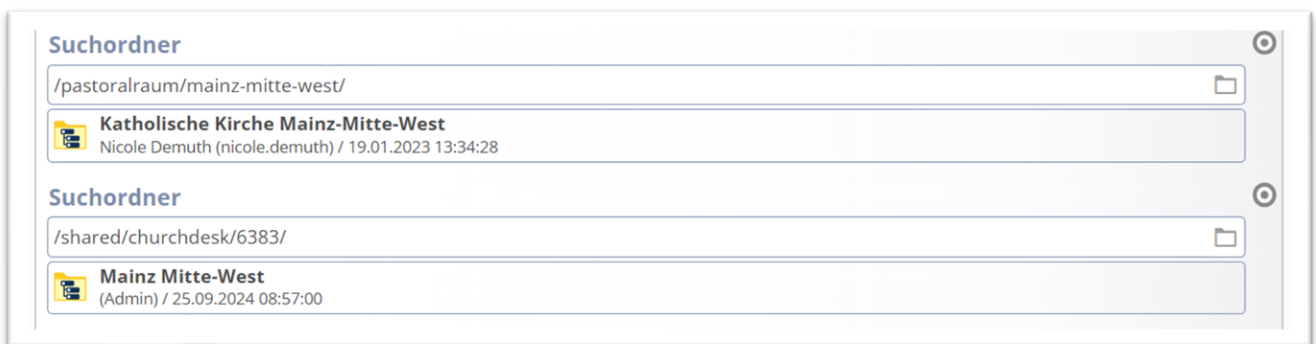 Suchordner
/pastoralraum/mainz-mitte-west/
Katholische Kirche Mainz-Mitte-West
Nicole Demuth (nicole.demuth) / 19.01.2023 13:34:28
Suchordner
/shared/churchdesk/6383/
Mainz Mitte-West
(Admin) / 25.09.2024 08:57:00